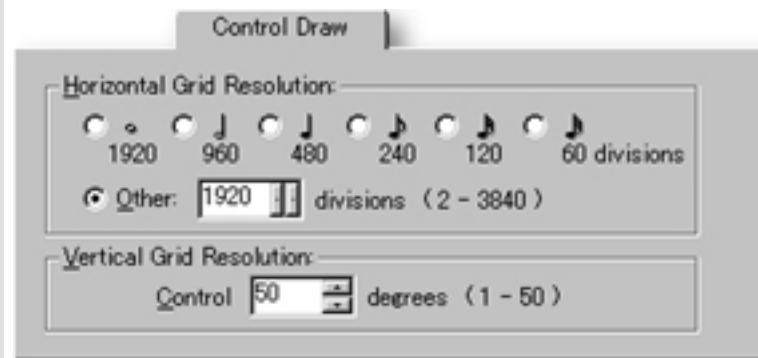 Control Draw
Horizontal Grid Resolution:
1920 960 480 240 120 60 divisions
Other: 1920 divisions ( 2 - 3840 )
Vertical Grid Resolution:
Control 50 degrees ( 1 - 50 )